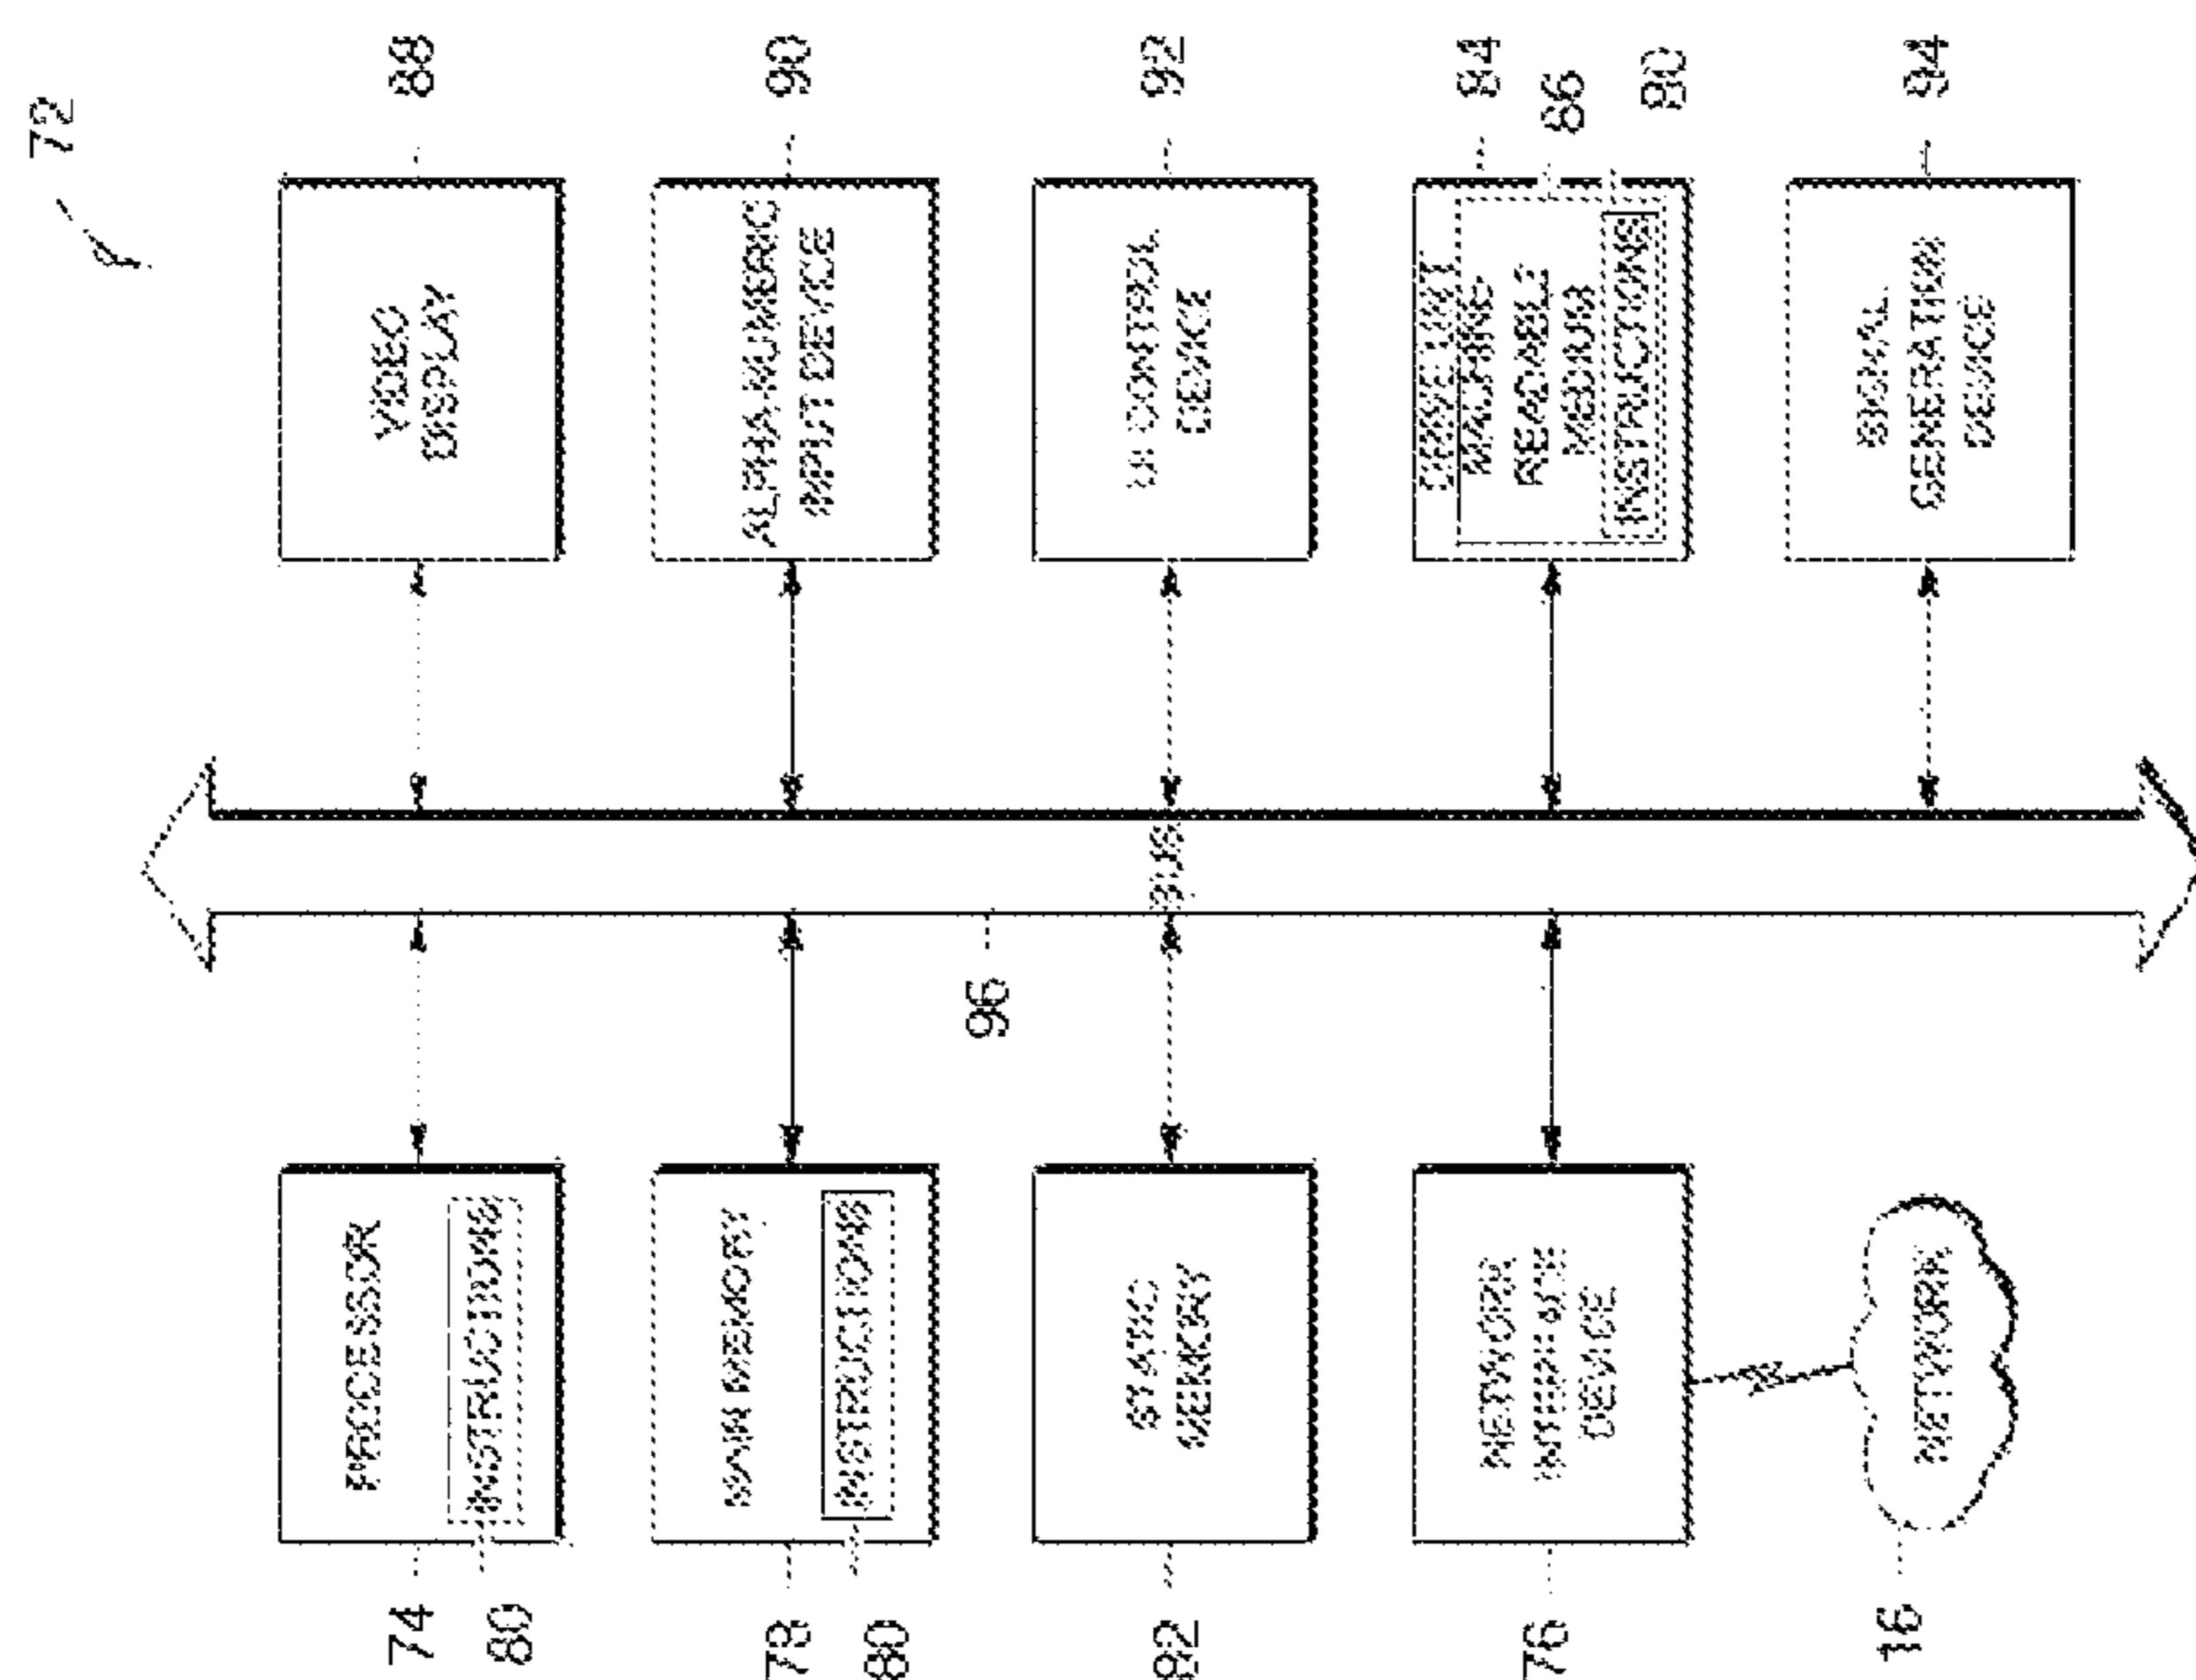 72
PROCESSOR
INSTRUCTIONS
74
80
MAIN MEMORY
INSTRUCTIONS
78
80
STATIC
MEMORY
82
NETWORK
INTERFACE
DEVICE
76
NETWORK
16
BUS
96
VIDEO
DISPLAY
88
ALPHA-NUMERIC
INPUT DEVICE
90
UI CONTROL
DEVICE
92
DRIVE UNIT
MACHINE-
READABLE
MEDIUM
INSTRUCTIONS
84
86
80
SIGNAL
GENERATION
DEVICE
94